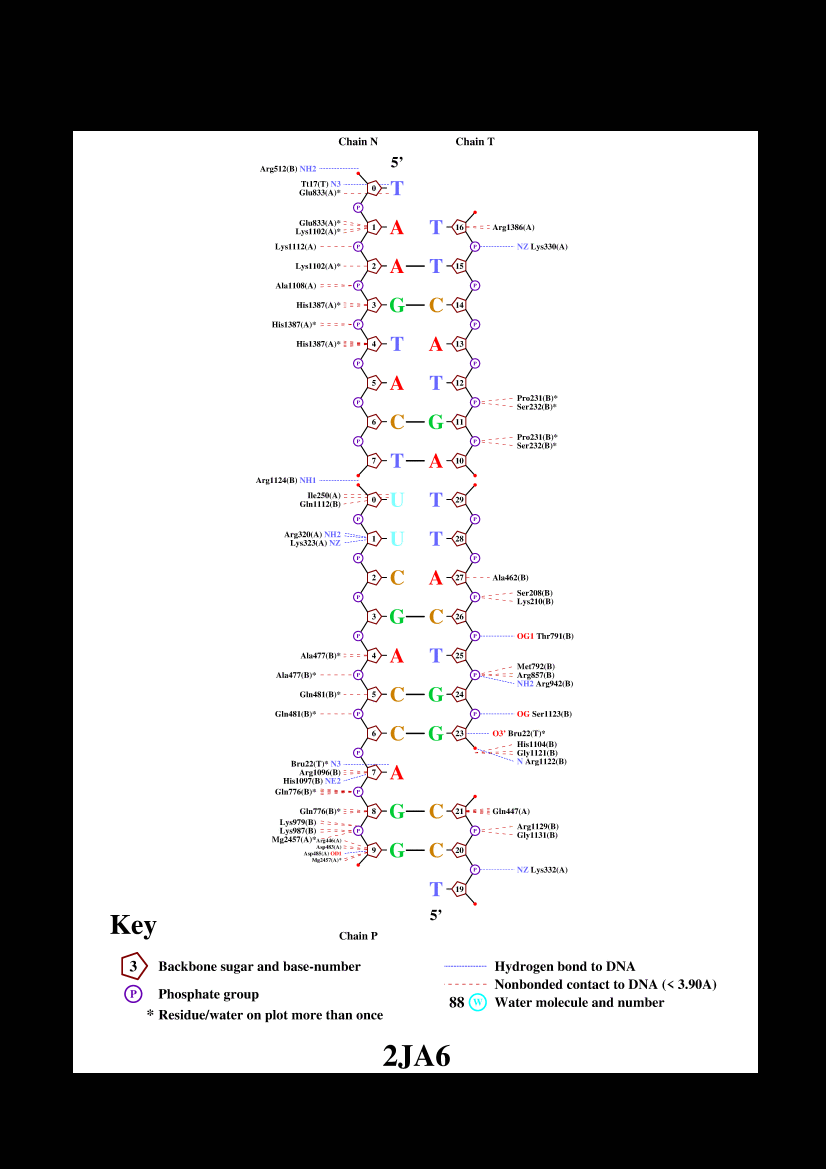 Chain N Chain T
5'
Arg512(B) NH2
Tt17(T) N3
Glu833(A)*
0 T
P
Glu833(A)*
Lys1102(A)*
1 A T 16 Arg1386(A)
Lys1112(A) P P NZ Lys330(A)
Lys1102(A)* 2 A T 15
Ala1108(A) P P
His1387(A)* 3 G C 14
His1387(A)* P P
His1387(A)* 4 T A 13
P P
5 A T 12
P P Pro231(B)*
Ser232(B)*
6 C G 11
P P Pro231(B)*
Ser232(B)*
7 T A 10
Arg1124(B) NH1
Ile250(A)
Gln1112(B)
0 U T 29
P P
Arg320(A) NH2
Lys323(A) NZ
1 U T 28
P P
2 C A 27 Ala462(B)
P P Ser208(B)
Lys210(B)
3 G C 26
P P OG1 Thr791(B)
Ala477(B)* 4 A T 25
Ala477(B)* P P Met792(B)
Arg857(B)
NH2 Arg942(B)
Gln481(B)* 5 C G 24
Gln481(B)* P P OG Ser1123(B)
6 C G 23 O3' Bru22(T)*
His1104(B)
Gly1121(B)
N Arg1122(B)
P
Bru22(T)* N3
Arg1096(B)
His1097(B) NE2
7 A
Gln776(B)* P
Gln776(B)* 8 G C 21 Gln447(A)
Lys979(B)
Lys987(B)
P P Arg1129(B)
Gly1131(B)
Mg2457(A)*
Arg446(A)
Asp483(A)
Asp485(A) OD1
Mg2457(A)*
9 G C 20
P NZ Lys332(A)
T 19
5'
Key
Chain P
3 Backbone sugar and base-number
P Phosphate group
* Residue/water on plot more than once
Hydrogen bond to DNA
Nonbonded contact to DNA (< 3.90A)
88 W Water molecule and number
2JA6